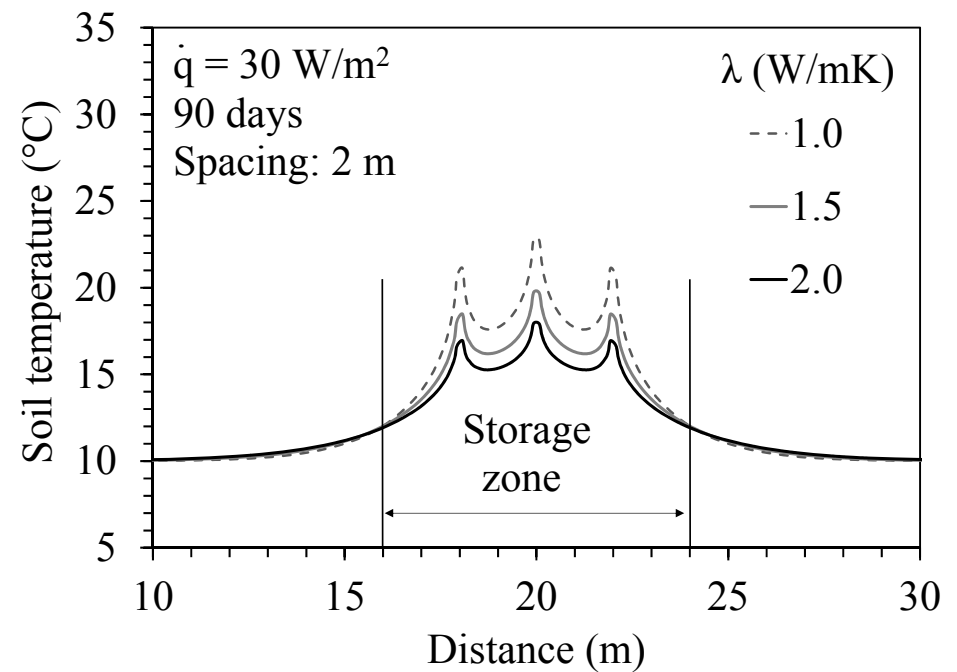 35
30
25
20
15
10
5
Soil temperature (°C)
q̇ = 30 W/m²
90 days
Spacing: 2 m
λ (W/mK)
1.0
1.5
2.0
Storage
zone
10
15
20
25
30
Distance (m)